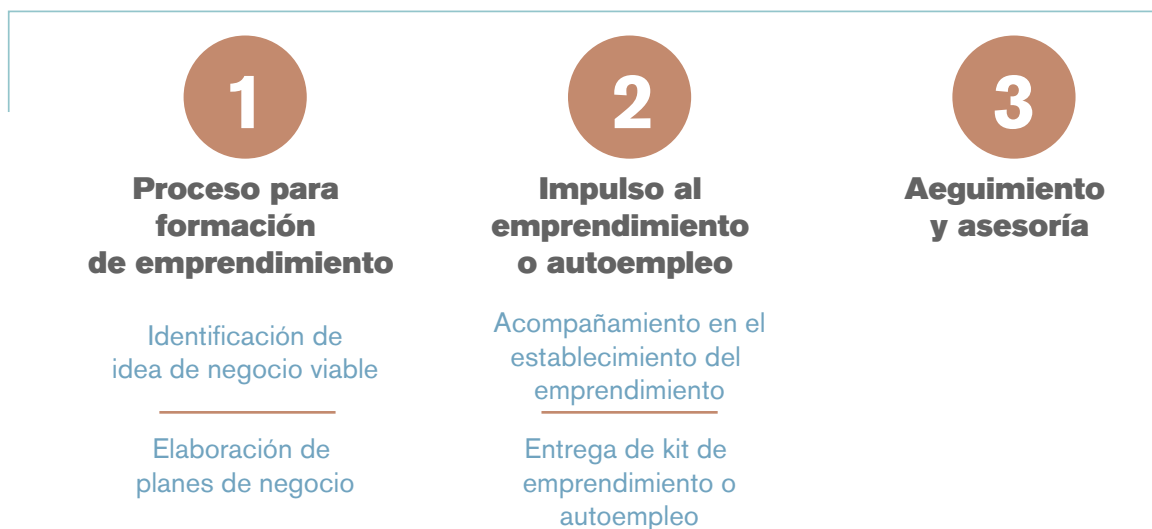 1
Proceso para
formación
de emprendimiento
Identificación de
idea de negocio viable
Elaboración de
planes de negocio
2
Impulso al
emprendimiento
o autoempleo
Acompañamiento en el
establecimiento del
emprendimiento
Entrega de kit de
emprendimiento o
autoempleo
3
Aeguimiento
y asesoría